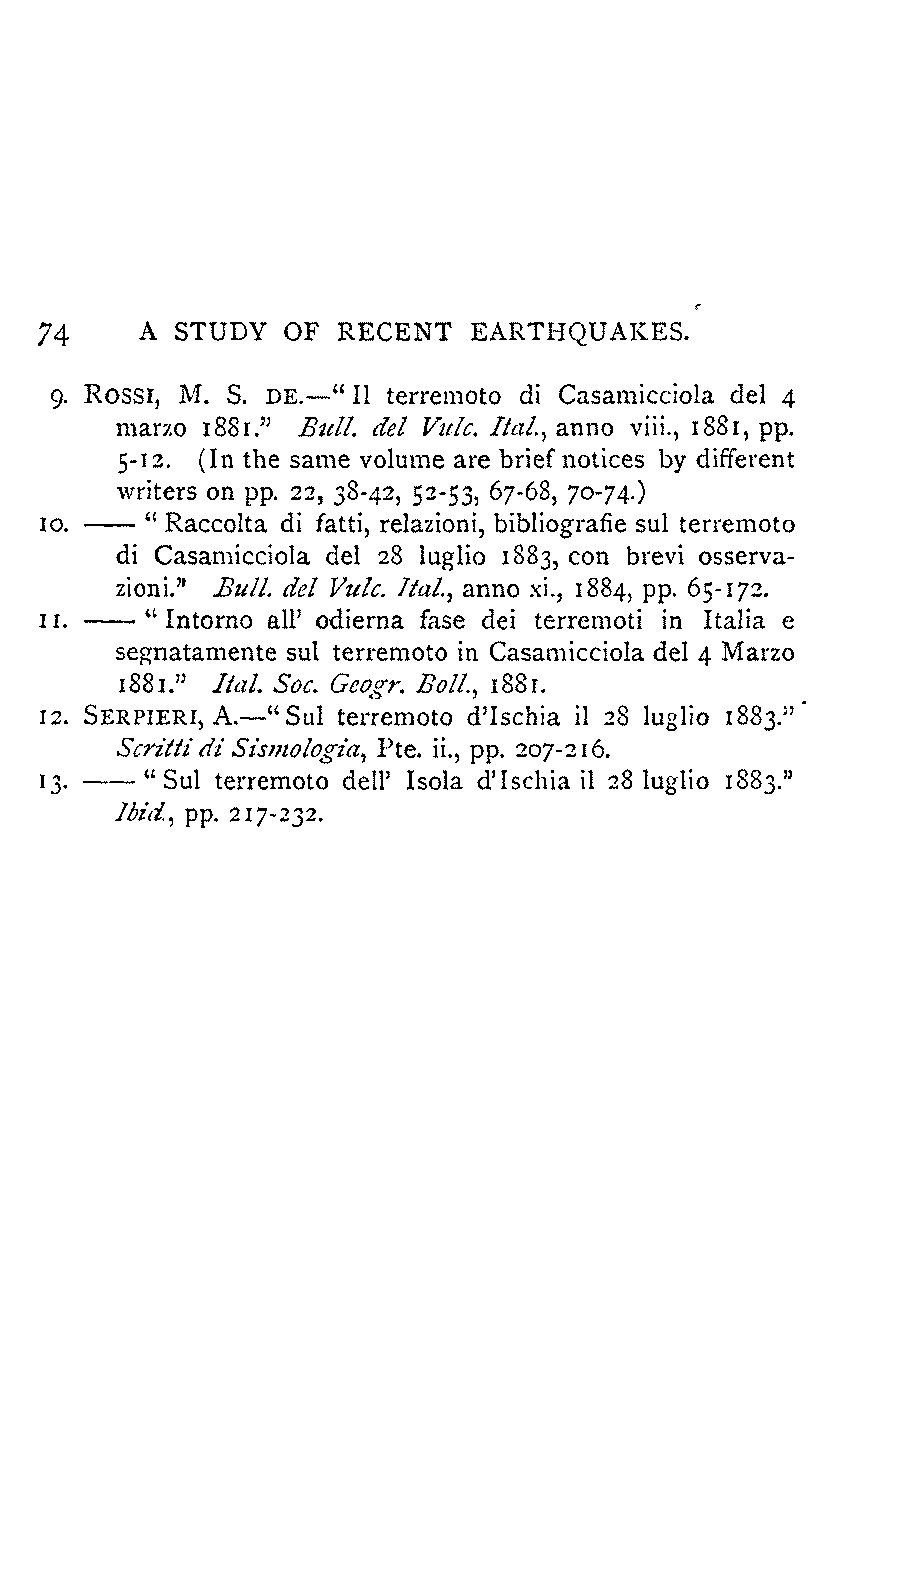 74 A STUDY OF RECENT EARTHQUAKES.
9. ROSSI, M. S. DE.—“Il terremoto di Casamicciola del 4
marzo 1881.” Bull. del Vulc. Ital., anno viii., 1881, pp.
5-12. (In the same volume are brief notices by different
writers on pp. 22, 38-42, 52-53, 67-68, 70-74.)
10. —— “Raccolta di fatti, relazioni, bibliografie sul terremoto
di Casamicciola del 28 luglio 1883, con brevi osserva-
zioni.” Bull. del Vulc. Ital., anno xi., 1884, pp. 65-172.
11. —— “Intorno all’ odierna fase dei terremoti in Italia e
segnatamente sul terremoto in Casamicciola del 4 Marzo
1881.” Ital. Soc. Geogr. Boll., 1881.
12. SERPIERI, A.—“Sul terremoto d’Ischia il 28 luglio 1883.”
Scritti di Sismologia, Pte. ii., pp. 207-216.
13. —— “Sul terremoto dell’ Isola d’Ischia il 28 luglio 1883.”
Ibid., pp. 217-232.